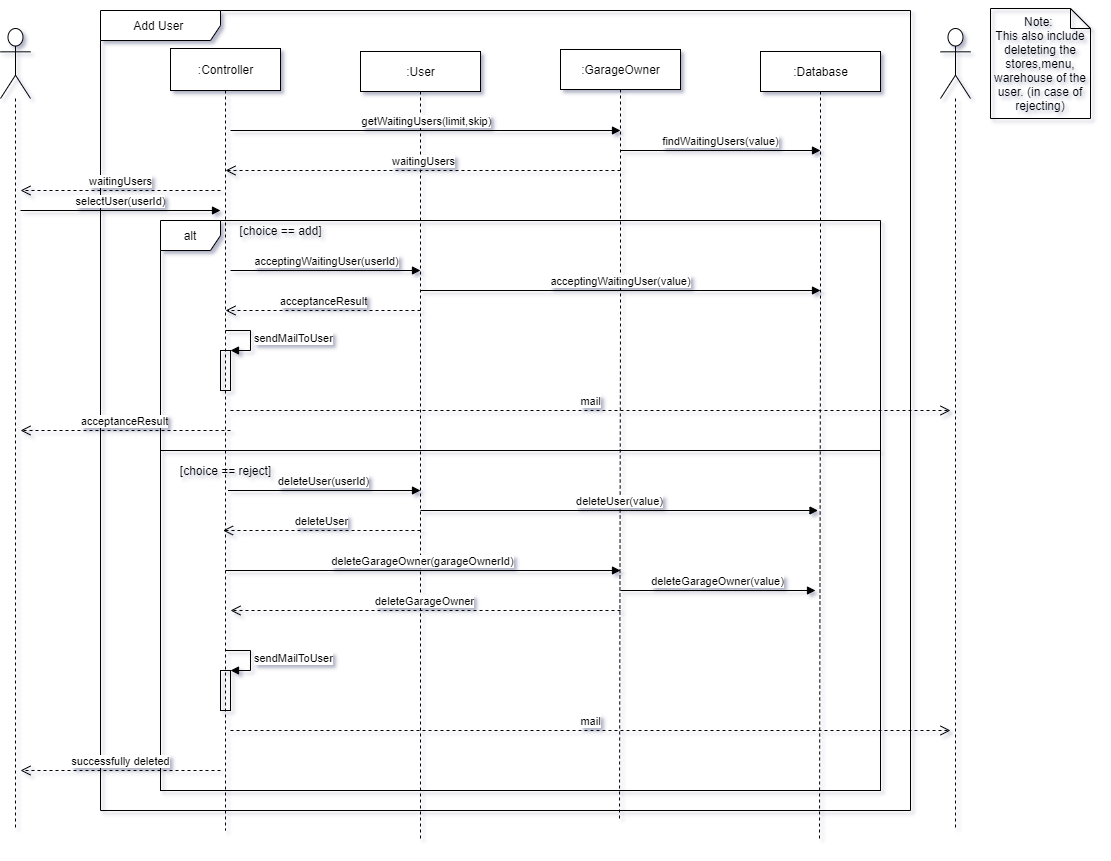 Add User
Note:
This also include
deleteting the
stores,menu,
warehouse of the
user. (in case of
rejecting)
:Controller
:User
:GarageOwner
:Database
getWaitingUsers(limit,skip)
findWaitingUsers(value)
waitingUsers
waitingUsers
selectUser(userId)
alt
[choice == add]
acceptingWaitingUser(userId)
acceptingWaitingUser(value)
acceptanceResult
sendMailToUser
mail
acceptanceResult
[choice == reject]
deleteUser(userId)
deleteUser(value)
deleteUser
deleteGarageOwner(garageOwnerId)
deleteGarageOwner(value)
deleteGarageOwner
sendMailToUser
mail
successfully deleted